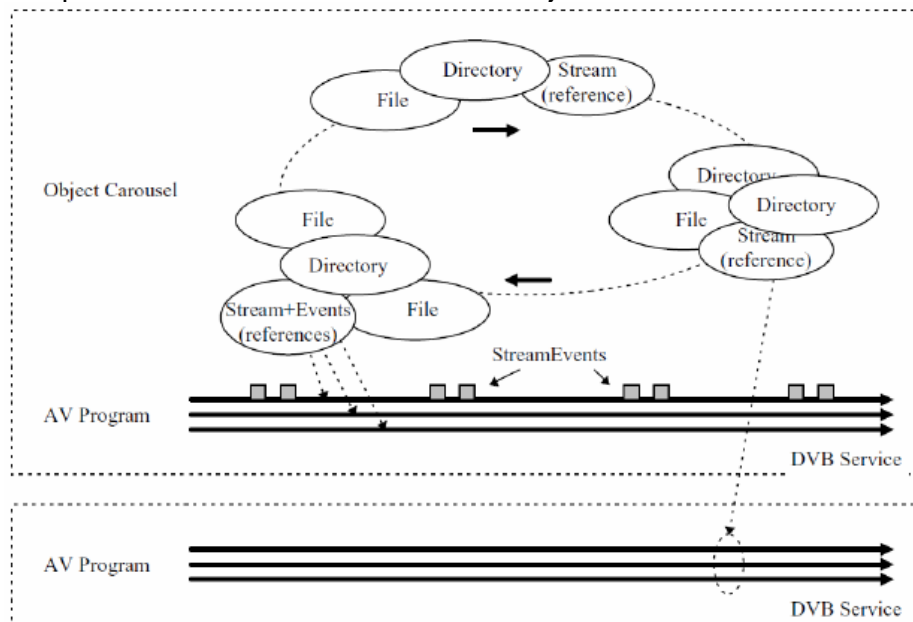 Directory
Stream
(reference)
File
Object Carousel
Directory
File
File
Directory
Stream
(reference)
Directory
Stream+Events
(references)
File
StreamEvents
AV Program
DVB Service
AV Program
DVB Service